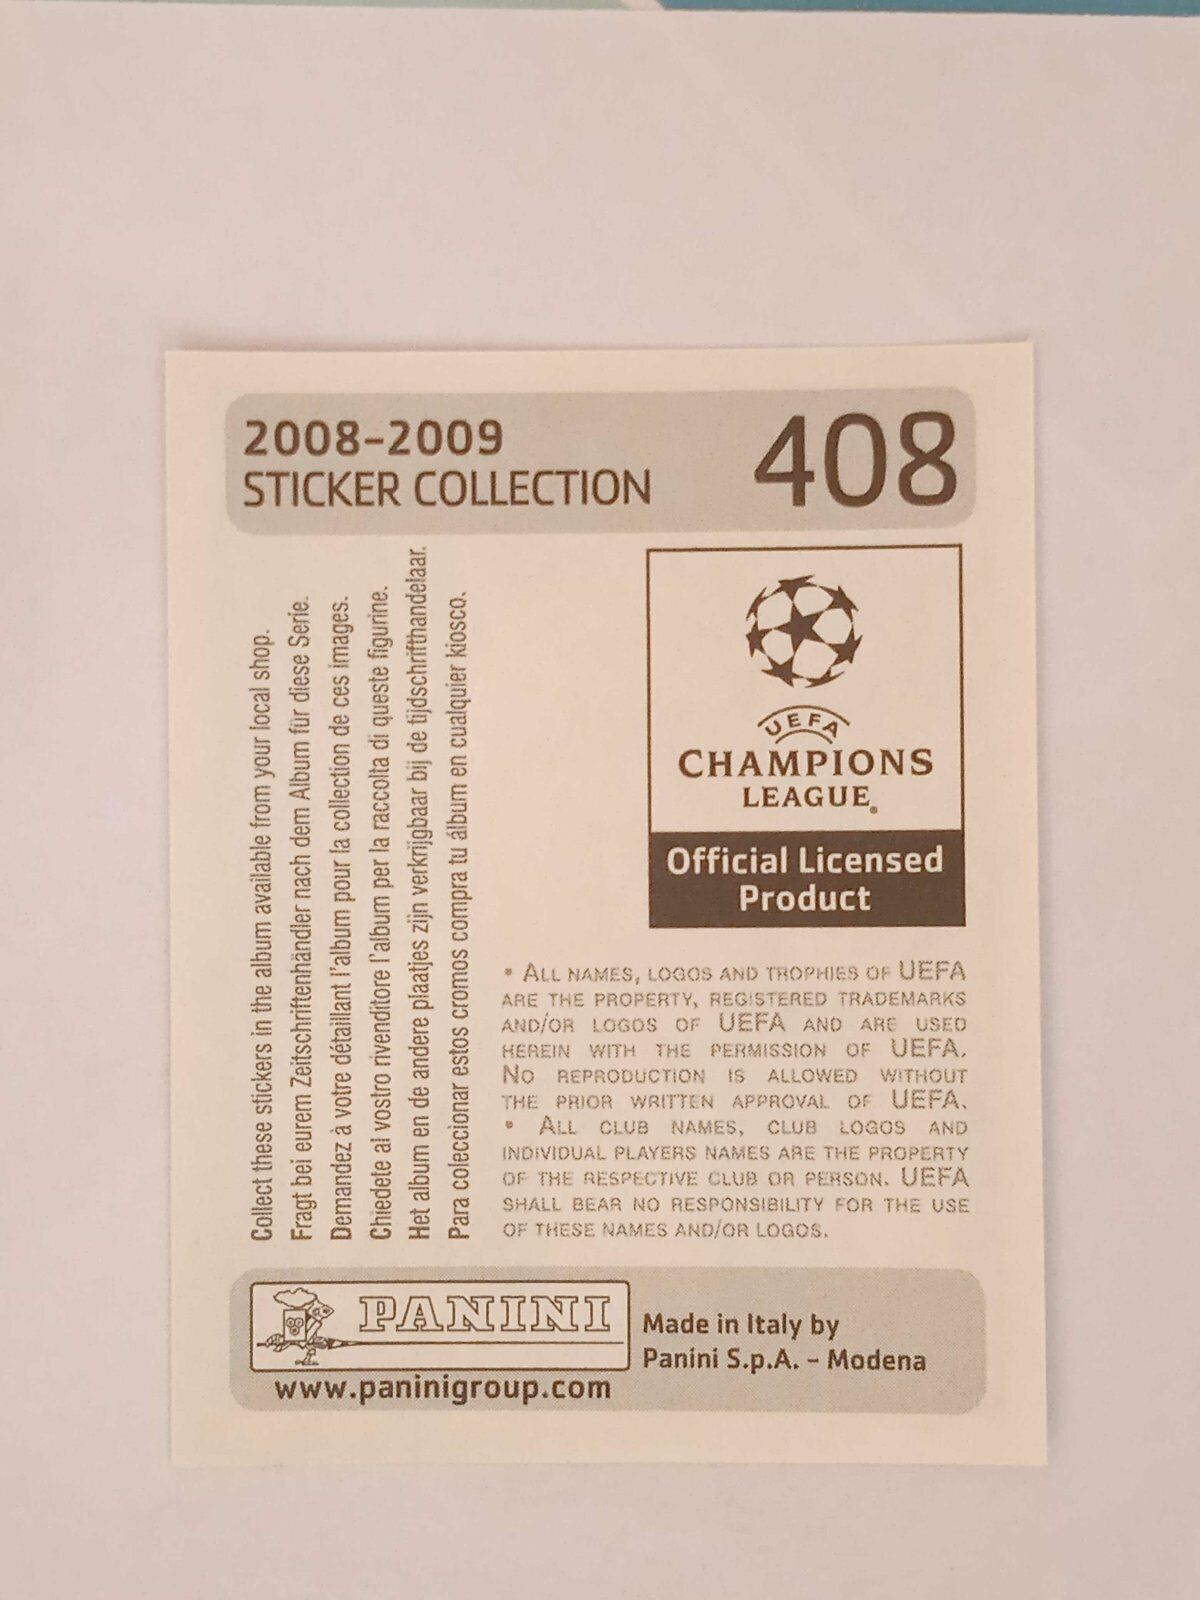 2008-2009
STICKER COLLECTION
408
Collect these stickers in the album available from your local shop.
Fragt bei eurem Zeitschriftenhändler nach dem Album für diese Serie.
Demandez à votre détaillant l'album pour la collection de ces images.
Chiedete al vostro rivenditore l'album per la raccolta di queste figurine.
Het album en de andere plaatjes zijn verkrijgbaar bij de tijdschrifthandelaar.
Para coleccionar estos cromos compra tu álbum en cualquier kiosco.
UEFA
CHAMPIONS
LEAGUE®
Official Licensed
Product
• ALL NAMES, LOGOS AND TROPHIES OF UEFA
ARE THE PROPERTY, REGISTERED TRADEMARKS
AND/OR LOGOS OF UEFA AND ARE USED
HEREIN WITH THE PERMISSION OF UEFA.
NO REPRODUCTION IS ALLOWED WITHOUT
THE PRIOR WRITTEN APPROVAL OF UEFA.
• ALL CLUB NAMES, CLUB LOGOS AND
INDIVIDUAL PLAYERS NAMES ARE THE PROPERTY
OF THE RESPECTIVE CLUB OR PERSON. UEFA
SHALL BEAR NO RESPONSIBILITY FOR THE USE
OF THESE NAMES AND/OR LOGOS.
PANINI
www.paninigroup.com
Made in Italy by
Panini S.p.A. - Modena